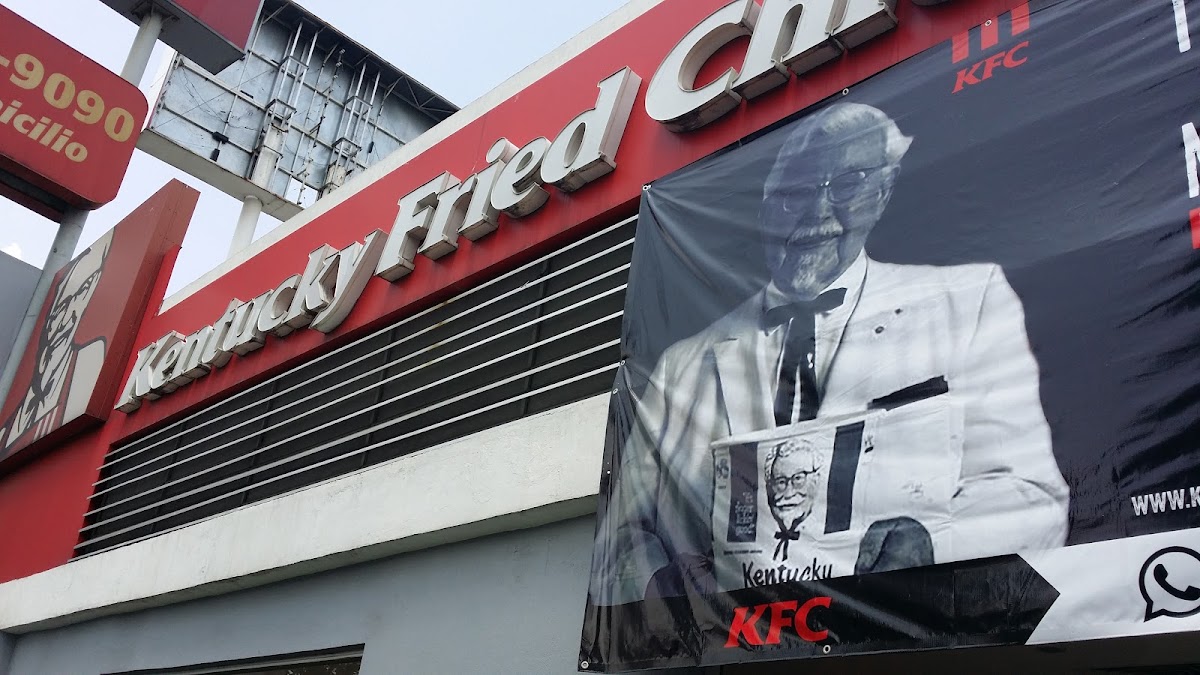 -9090
icilio
Kentucky Fried Chi
KFC
Kentucky
KFC
WWW.K